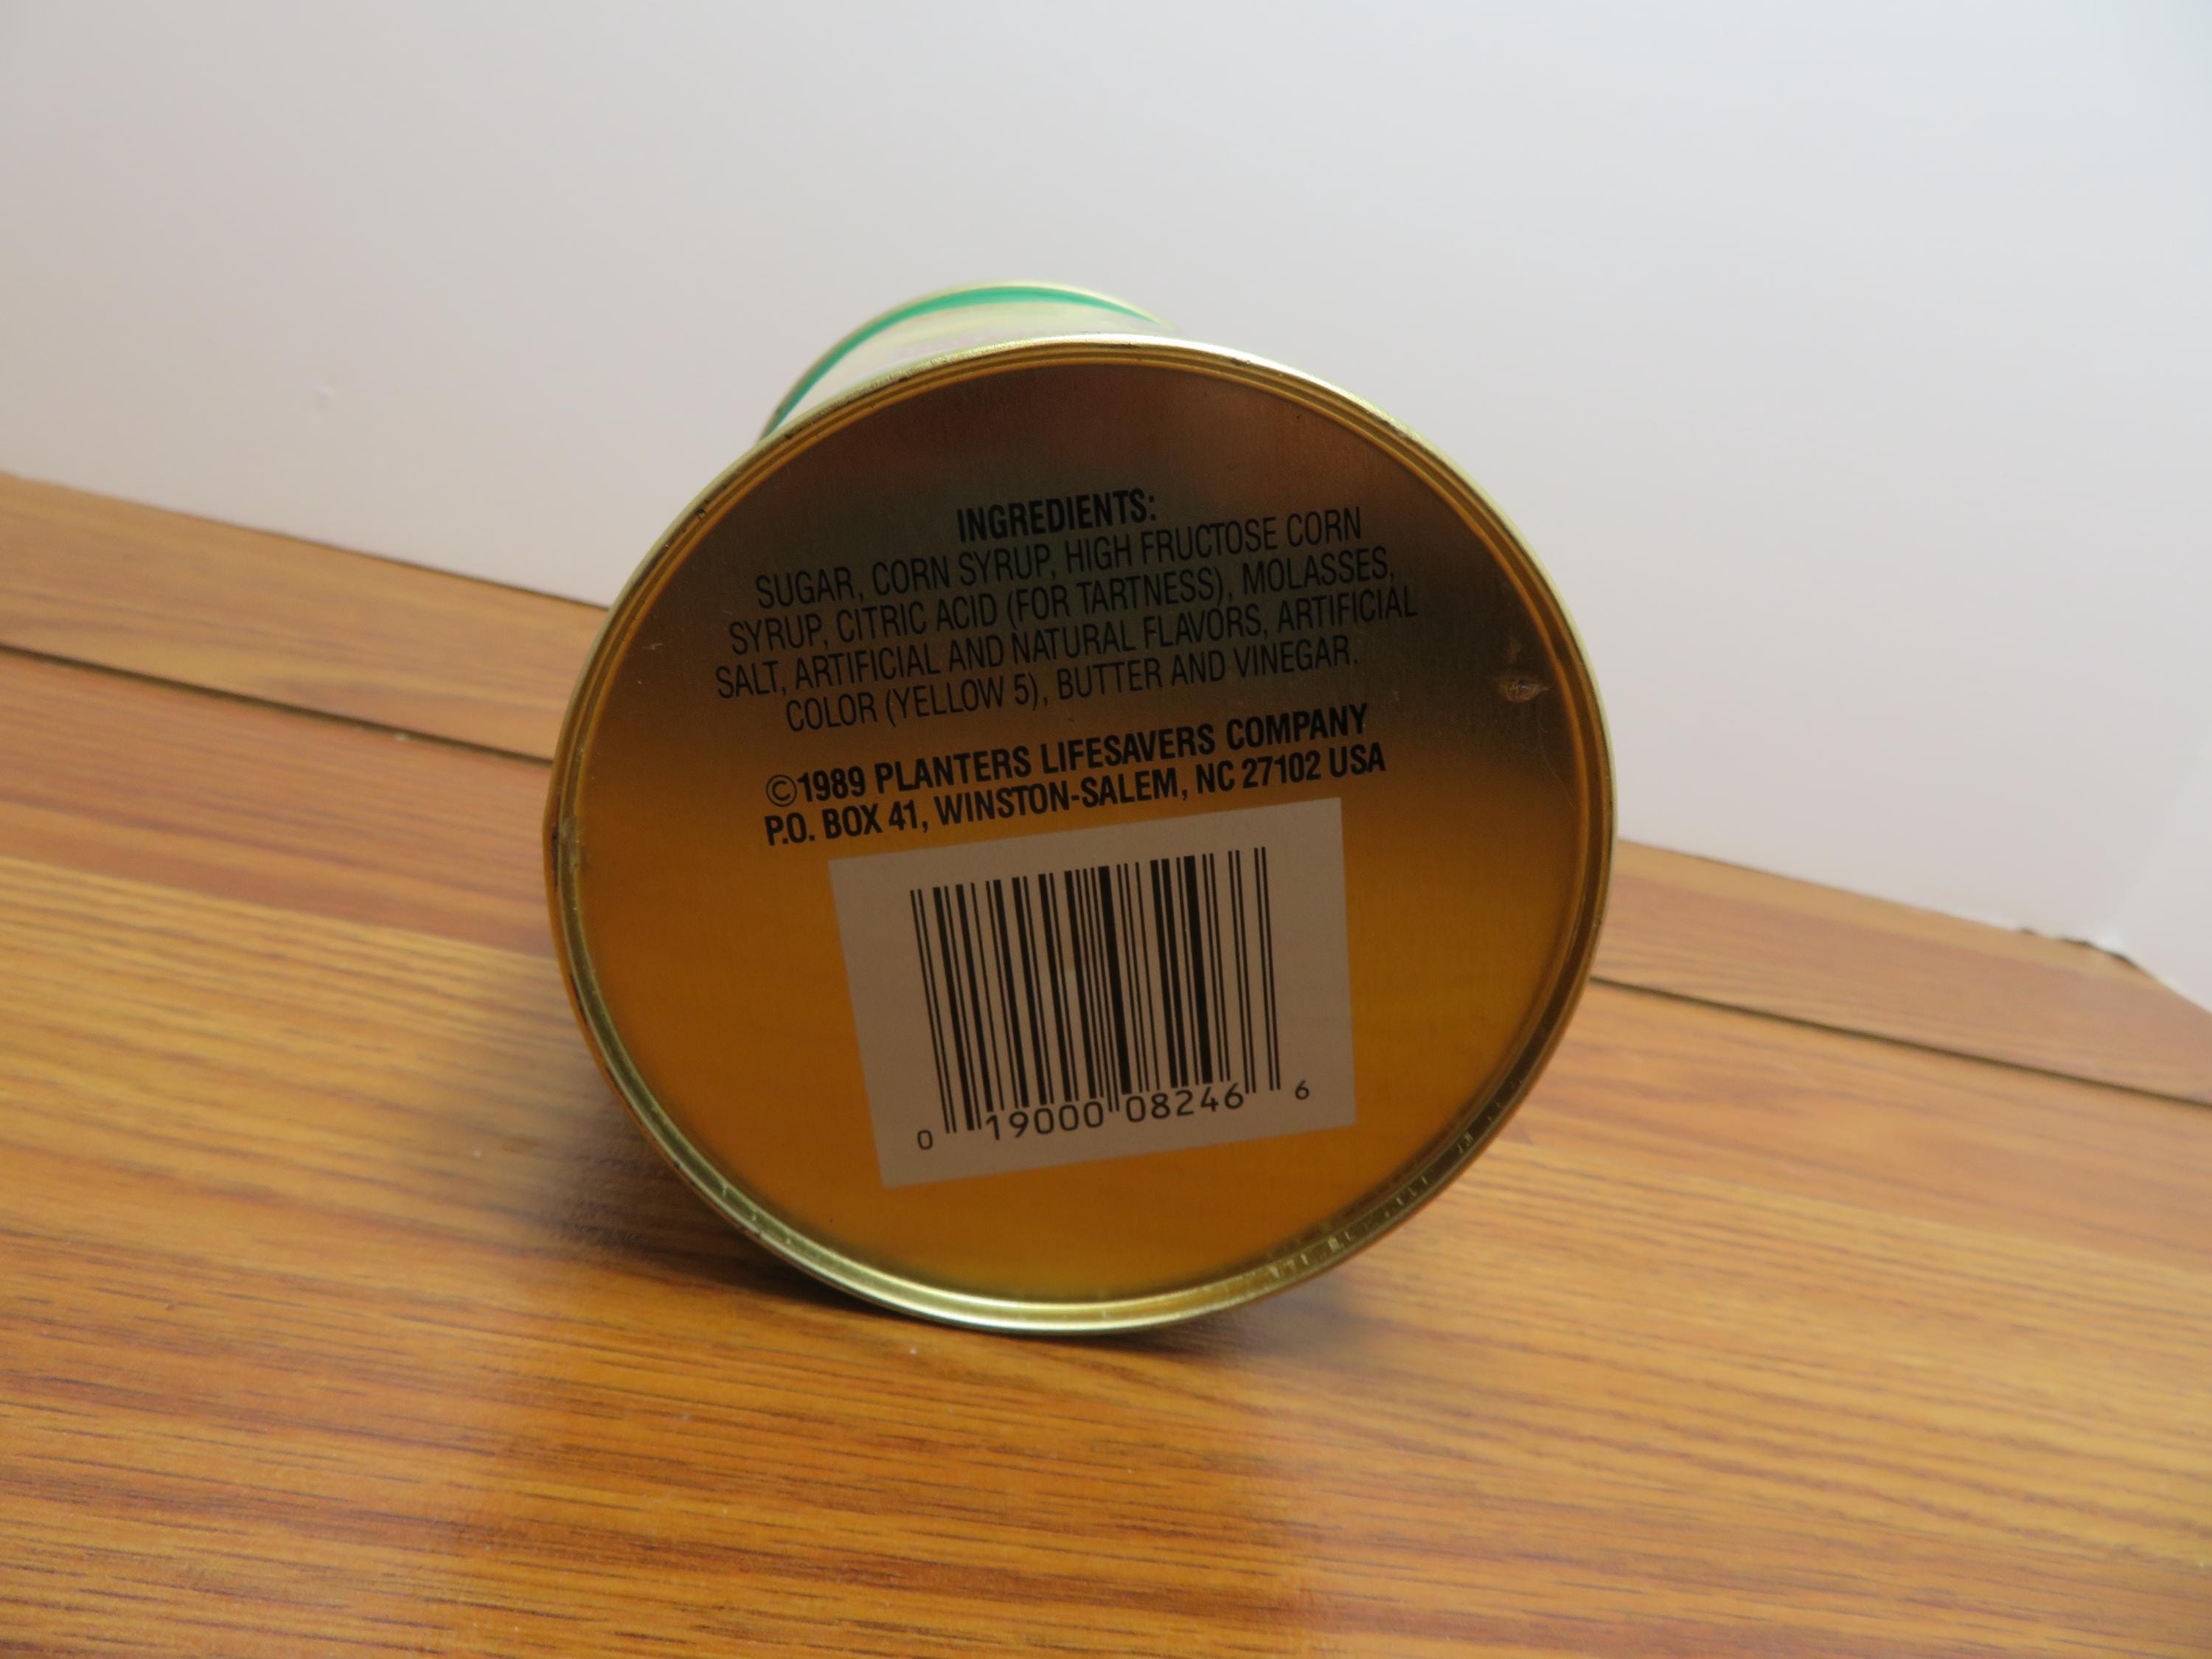 INGREDIENTS:
SUGAR, CORN SYRUP, HIGH FRUCTOSE CORN
SYRUP, CITRIC ACID (FOR TARTNESS), MOLASSES,
SALT, ARTIFICIAL AND NATURAL FLAVORS, ARTIFICIAL
COLOR (YELLOW 5), BUTTER AND VINEGAR.
©1989 PLANTERS LIFESAVERS COMPANY
P.O. BOX 41, WINSTON-SALEM, NC 27102 USA
0 19000 08246 6